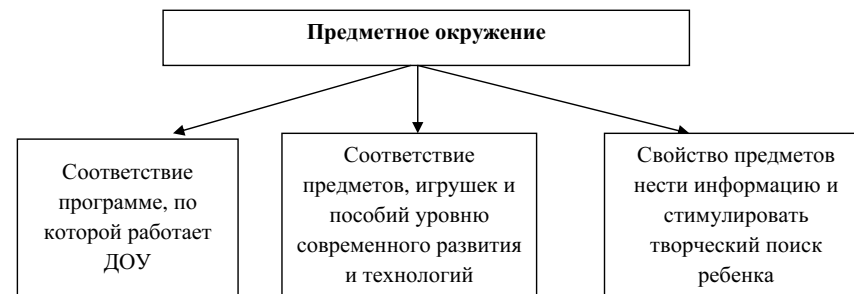 Предметное окружение
Соответствие
программе, по
которой работает
ДОУ
Соответствие
предметов, игрушек и
пособий уровню
современного развития
и технологий
Свойство предметов
нести информацию и
стимулировать
творческий поиск
ребенка